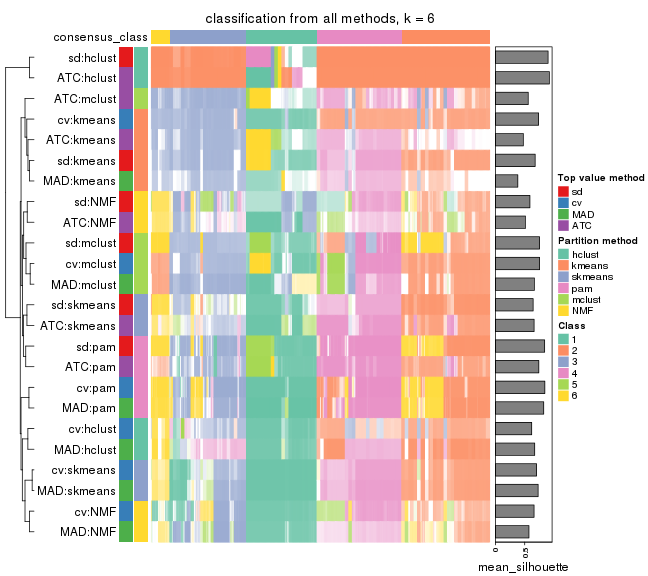 classification from all methods, k = 6
consensus_class
sd:hclust
ATC:hclust
ATC:mclust
cv:kmeans
ATC:kmeans
sd:kmeans
MAD:kmeans
sd:NMF
ATC:NMF
sd:mclust
cv:mclust
MAD:mclust
sd:skmeans
ATC:skmeans
sd:pam
ATC:pam
cv:pam
MAD:pam
cv:hclust
MAD:hclust
cv:skmeans
MAD:skmeans
cv:NMF
MAD:NMF
0
0.5
mean_silhouette
Top value method
sd
cv
MAD
ATC
Partition method
hclust
kmeans
skmeans
pam
mclust
NMF
Class
1
2
3
4
5
6